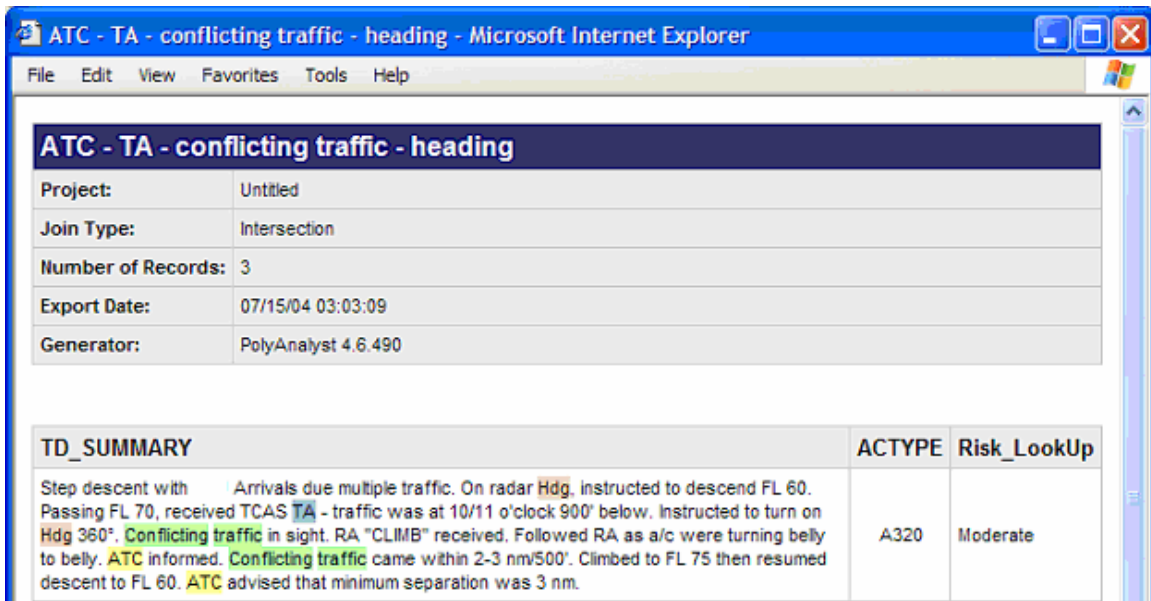 ATC - TA - conflicting traffic - heading - Microsoft Internet Explorer
File Edit View Favorites Tools Help
ATC - TA - conflicting traffic - heading
Project: Untitled
Join Type: Intersection
Number of Records: 3
Export Date: 07/15/04 03:03:09
Generator: PolyAnalyst 4.6.490
TD_SUMMARY ACTYPE Risk_LookUp
Step descent with Arrivals due multiple traffic. On radar Hdg, instructed to descend FL 60.
Passing FL 70, received TCAS TA - traffic was at 10/11 o'clock 900' below. Instructed to turn on
Hdg 360°. Conflicting traffic in sight. RA "CLIMB" received. Followed RA as a/c were turning belly
to belly. ATC informed. Conflicting traffic came within 2-3 nm/500'. Climbed to FL 75 then resumed
descent to FL 60. ATC advised that minimum separation was 3 nm.
A320 Moderate